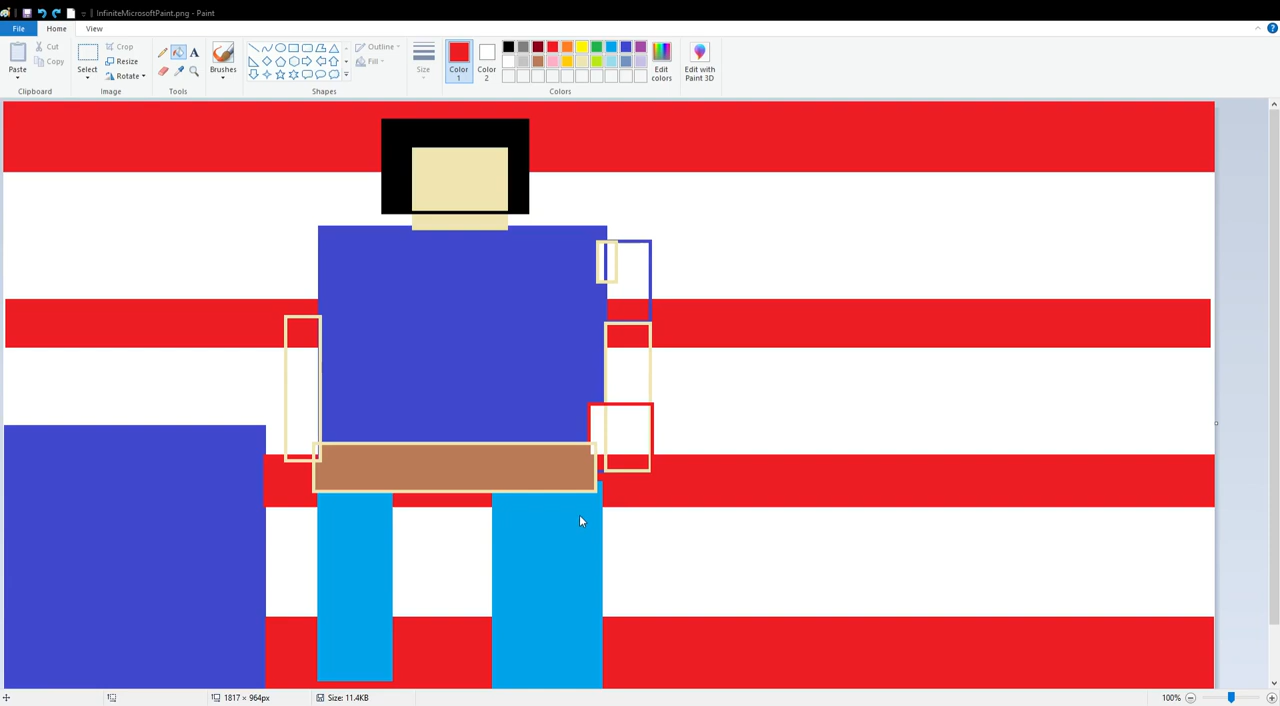 InfiniteMicrosoftPaint.png - Paint
File Home View
Paste
Cut
Copy
Clipboard
Select
Crop
Resize
Rotate
Image
A
Tools
Brushes
Outline
Fill
Shapes
Size
Color 1
Color 2
Edit colors
Colors
Edit with Paint 3D
1817 × 964px
Size: 11.4KB
100%